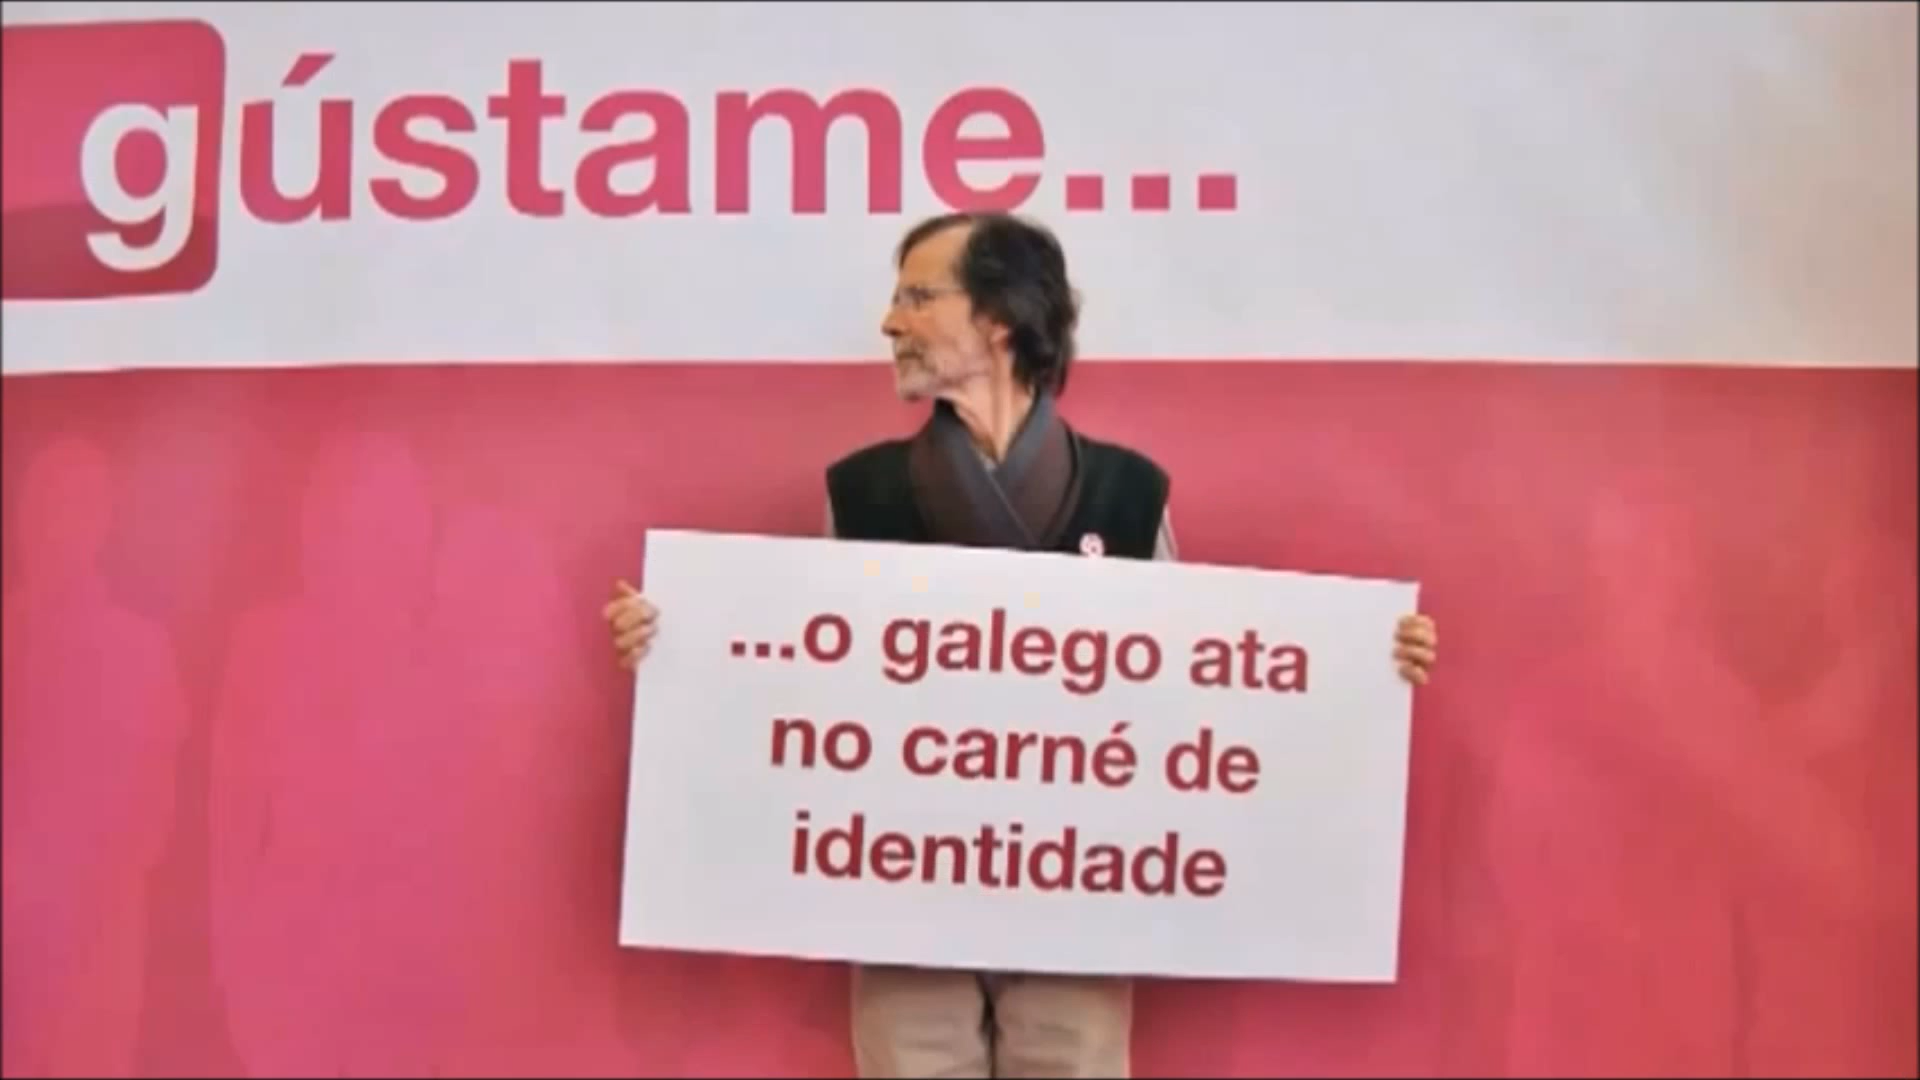 gústame...
...o galego ata
no carné de
identidade